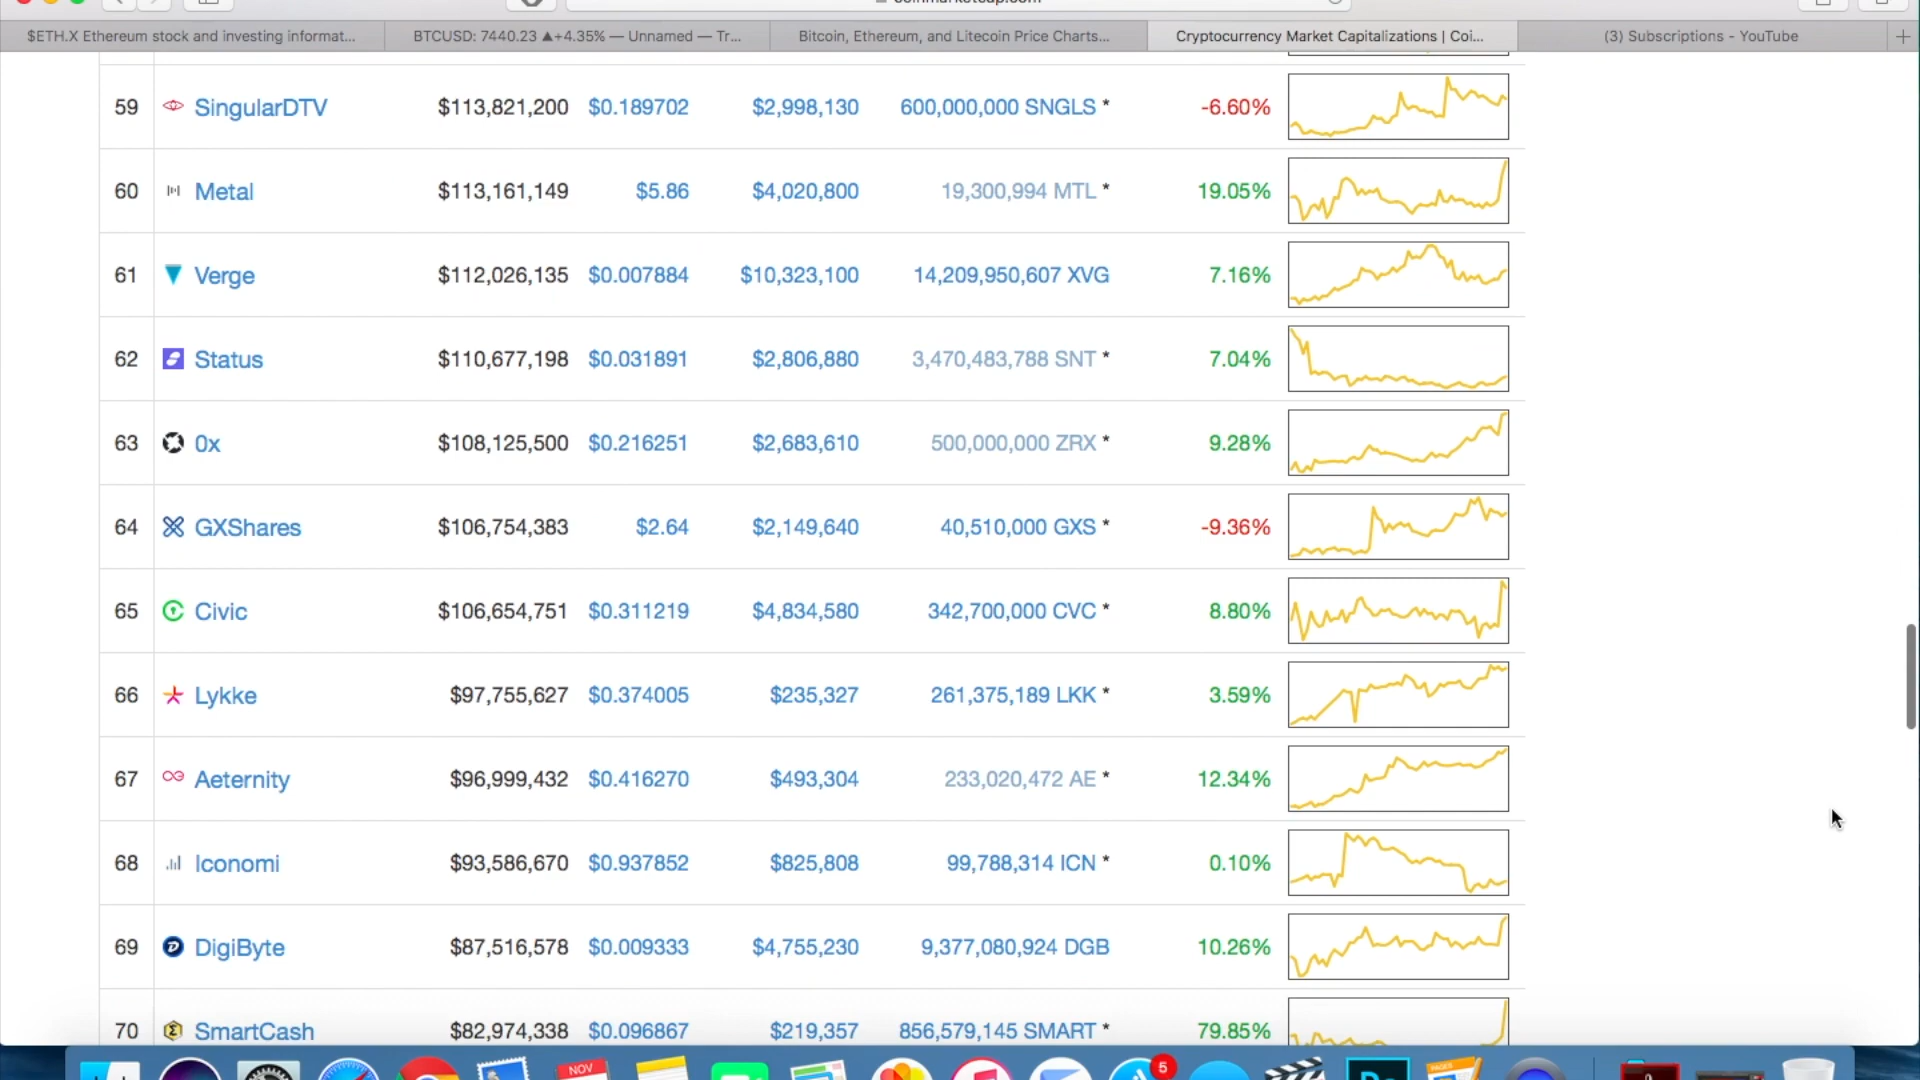 $ETH.X Ethereum stock and investing informat... BTCUSD: 7440.23 ▲+4.35% — Unnamed — Tr... Bitcoin, Ethereum, and Litecoin Price Charts... Cryptocurrency Market Capitalizations | Coi... (3) Subscriptions - YouTube +
59 SingularDTV $113,821,200 $0.189702 $2,998,130 600,000,000 SNGLS * -6.60%
60 Metal $113,161,149 $5.86 $4,020,800 19,300,994 MTL * 19.05%
61 Verge $112,026,135 $0.007884 $10,323,100 14,209,950,607 XVG 7.16%
62 Status $110,677,198 $0.031891 $2,806,880 3,470,483,788 SNT * 7.04%
63 0x $108,125,500 $0.216251 $2,683,610 500,000,000 ZRX * 9.28%
64 GXShares $106,754,383 $2.64 $2,149,640 40,510,000 GXS * -9.36%
65 Civic $106,654,751 $0.311219 $4,834,580 342,700,000 CVC * 8.80%
66 Lykke $97,755,627 $0.374005 $235,327 261,375,189 LKK * 3.59%
67 Aeternity $96,999,432 $0.416270 $493,304 233,020,472 AE * 12.34%
68 Iconomi $93,586,670 $0.937852 $825,808 99,788,314 ICN * 0.10%
69 DigiByte $87,516,578 $0.009333 $4,755,230 9,377,080,924 DGB 10.26%
70 SmartCash $82,974,338 $0.096867 $219,357 856,579,145 SMART * 79.85%
NOV 5 PAGES